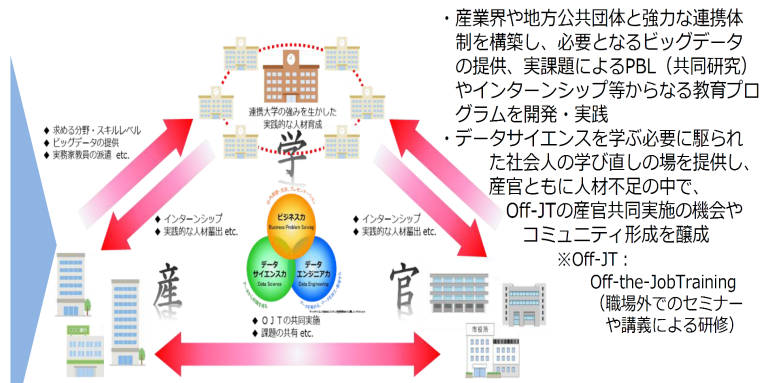 連携大学の強みを生かした
実践的な人材育成
学
◆ 求める分野・スキルレベル
◆ ビッグデータの提供
◆ 実務家教員の派遣 etc.
◆ インターンシップ
◆ 実践的な人材輩出 etc.
◆ インターンシップ
◆ 実践的な人材輩出 etc.
ビジネス力
Business Problem Solving
データ
サイエンス力
Data Science
データ
エンジニア力
Data Engineering
産
官
市役所
◆ OJTの共同実施
◆ 課題の共有 etc.
・産業界や地方公共団体と強力な連携体
制を構築し、必要となるビッグデータ
の提供、実課題によるPBL（共同研究）
やインターンシップ等からなる教育プロ
グラムを開発・実践
・データサイエンスを学ぶ必要に駆られ
た社会人の学び直しの場を提供し、
産官ともに人材不足の中で、
Off-JTの産官共同実施の機会や
コミュニティ形成を醸成
※Off-JT：
Off-the-JobTraining
（職場外でのセミナー
や講義による研修）